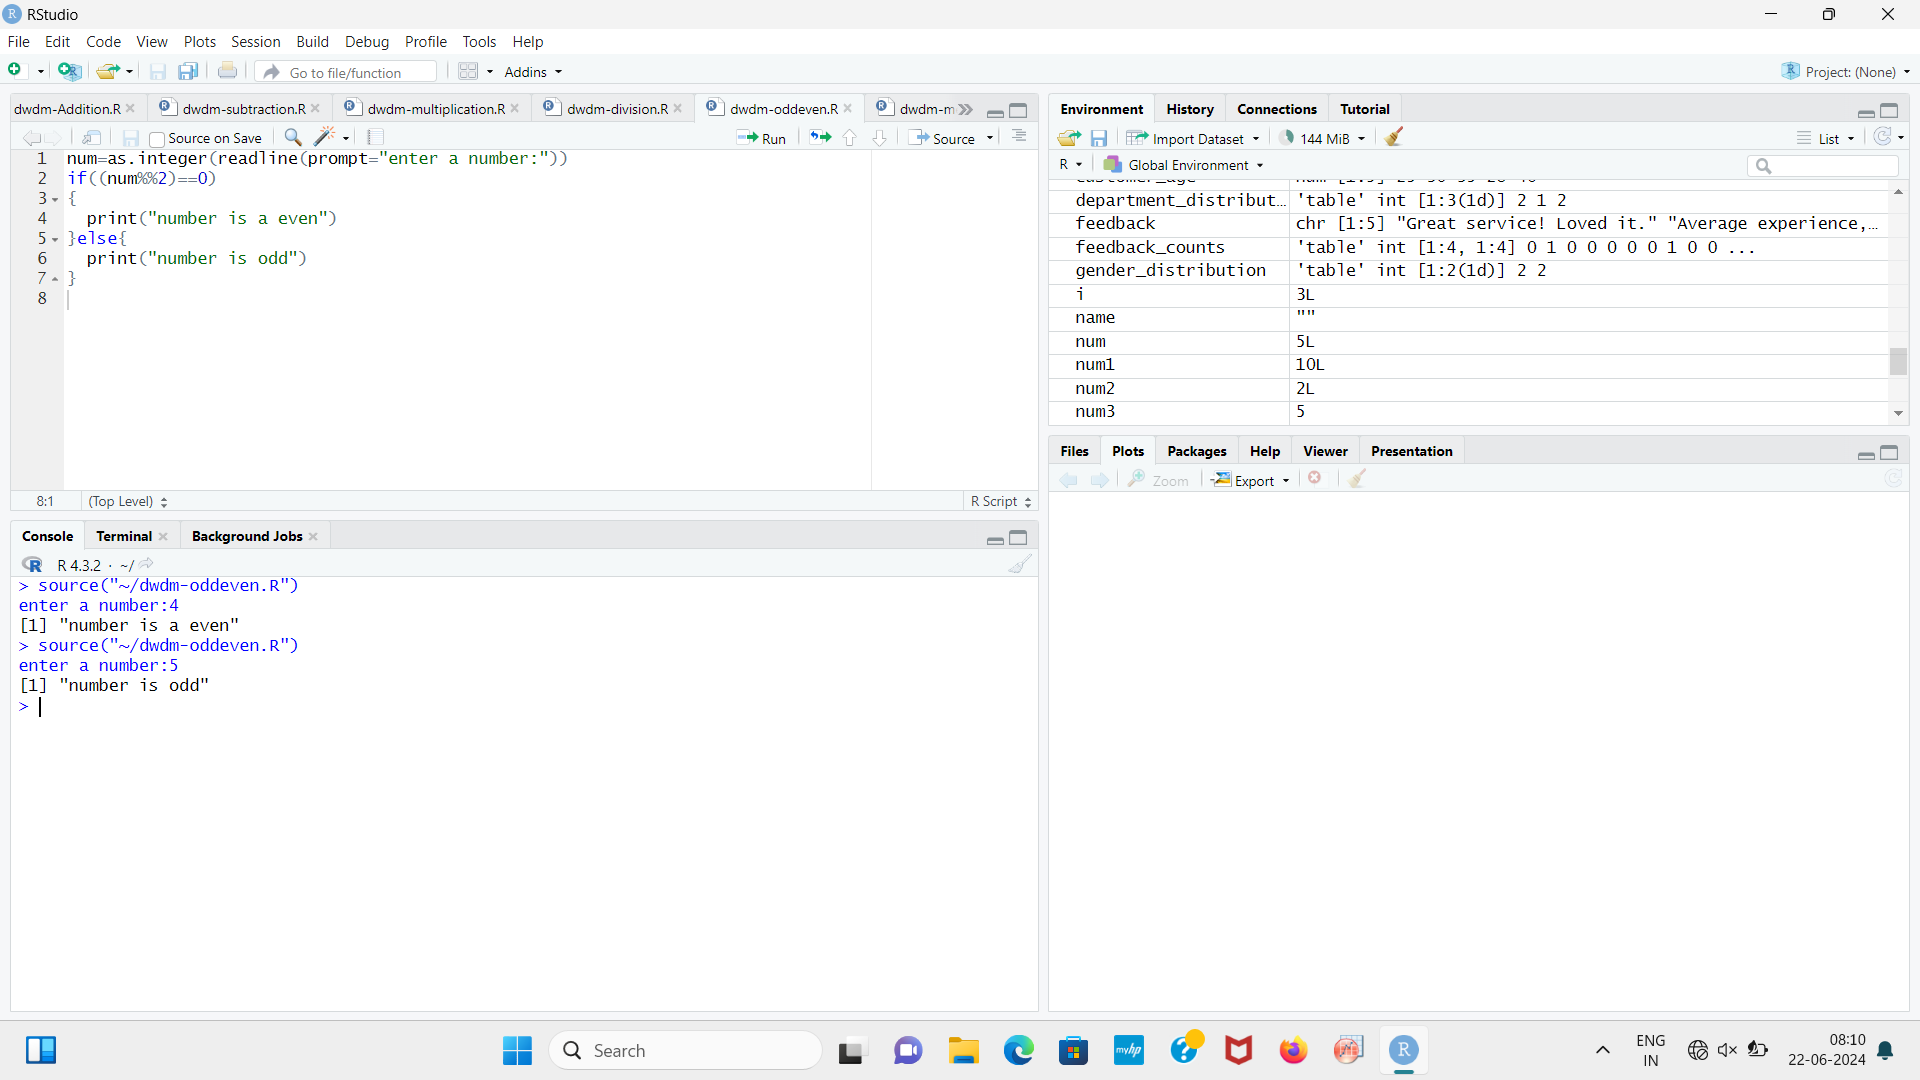 RStudio
File Edit Code View Plots Session Build Debug Profile Tools Help
Go to file/function Addins Project: (None)
dwdm-Addition.R dwdm-subtraction.R dwdm-multiplication.R dwdm-division.R dwdm-oddeven.R dwdm-m
Source on Save Run Source
1 num=as.integer(readline(prompt="enter a number:"))
2 if((num%%2)==0)
3 {
4 print("number is a even")
5 }else{
6 print("number is odd")
7 }
8
8:1 (Top Level) R Script
Console Terminal Background Jobs
R 4.3.2 · ~/
> source("~/dwdm-oddeven.R")
enter a number:4
[1] "number is a even"
> source("~/dwdm-oddeven.R")
enter a number:5
[1] "number is odd"
>
Environment History Connections Tutorial
Import Dataset 144 MiB List
R Global Environment
department_distribut… 'table' int [1:3(1d)] 2 1 2
feedback chr [1:5] "Great service! Loved it." "Average experience,…
feedback_counts 'table' int [1:4, 1:4] 0 1 0 0 0 0 0 1 0 0 ...
gender_distribution 'table' int [1:2(1d)] 2 2
i 3L
name ""
num 5L
num1 10L
num2 2L
num3 5
Files Plots Packages Help Viewer Presentation
Zoom Export
Search myhp R ENG
IN
08:10
22-06-2024